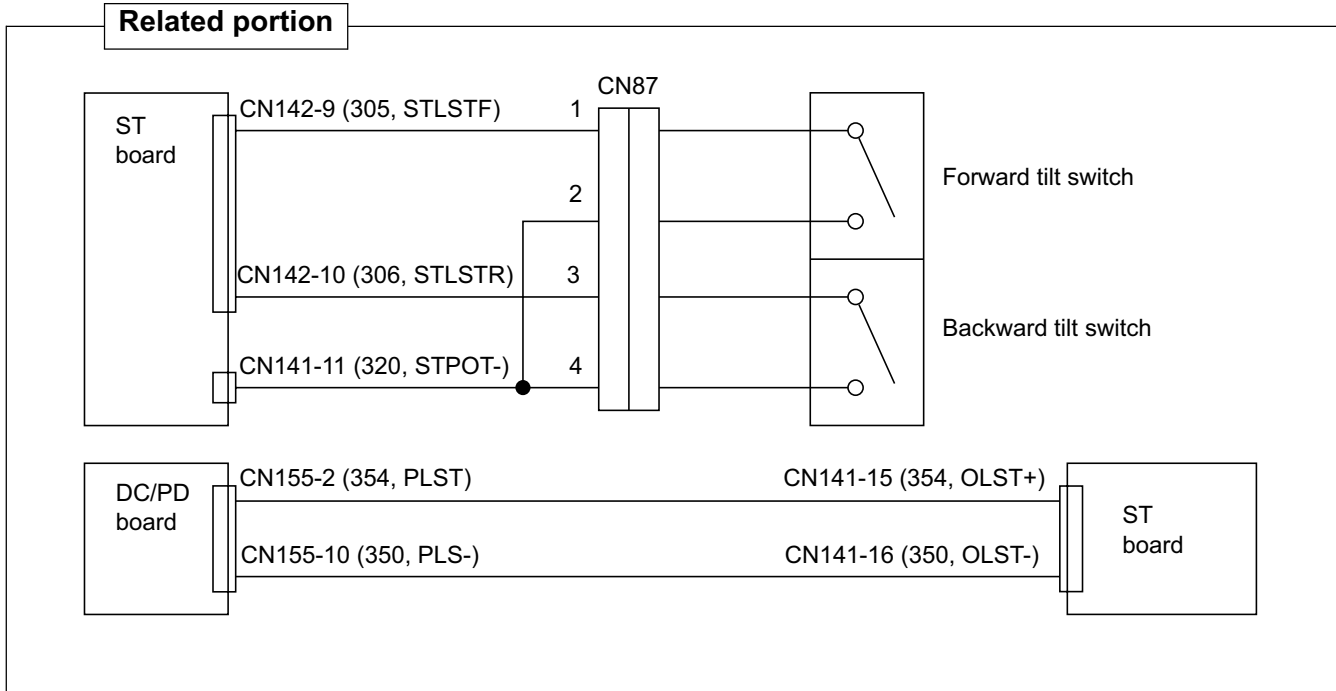 Related portion
CN87
ST
board
CN142-9 (305, STLSTF)
1
2
Forward tilt switch
CN142-10 (306, STLSTR)
3
Backward tilt switch
CN141-11 (320, STPOT-)
4
DC/PD
board
CN155-2 (354, PLST)
CN141-15 (354, OLST+)
ST
board
CN155-10 (350, PLS-)
CN141-16 (350, OLST-)